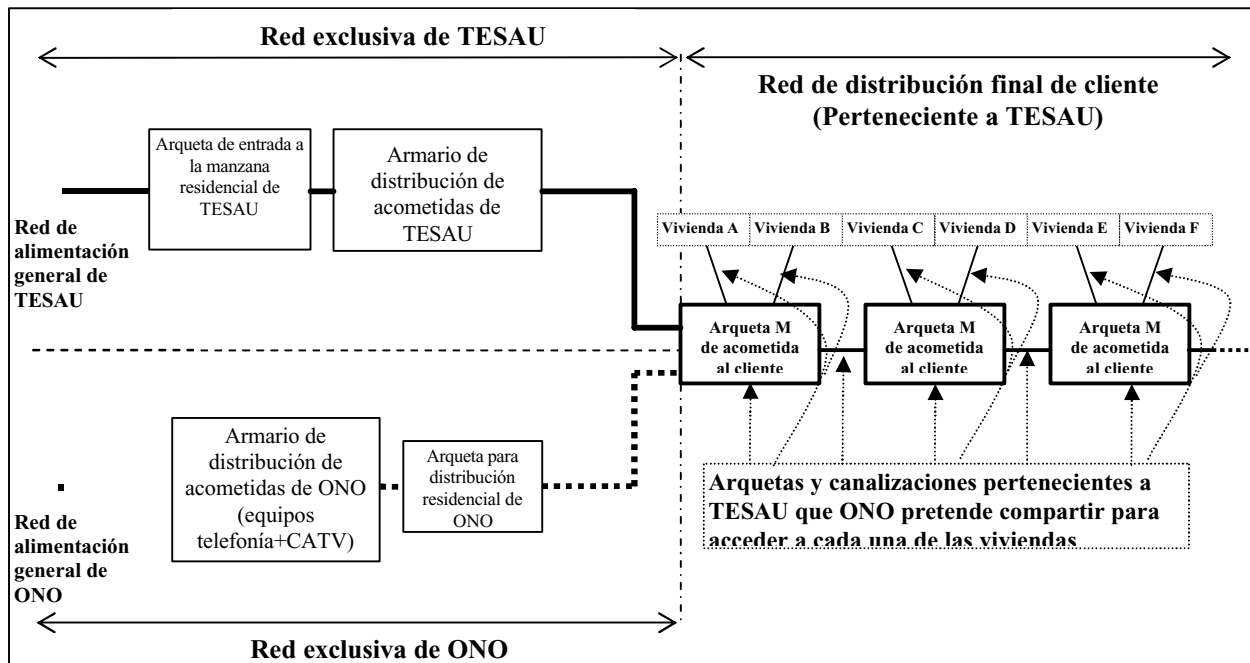 Red exclusiva de TESAU
Red de distribución final de cliente
(Perteneciente a TESAU)
Arqueta de entrada a
la manzana
residencial de
TESAU
Armario de
distribución de
acometidas de
TESAU
Red de
alimentación
general de
TESAU
Vivienda A
Vivienda B
Vivienda C
Vivienda D
Vivienda E
Vivienda F
Arqueta M
de acometida
al cliente
Arqueta M
de acometida
al cliente
Arqueta M
de acometida
al cliente
Armario de
distribución de
acometidas de ONO
(equipos
telefonía+CATV)
Arqueta para
distribución
residencial de
ONO
Arquetas y canalizaciones pertenecientes a
TESAU que ONO pretende compartir para
acceder a cada una de las viviendas
Red de
alimentación
general de
ONO
Red exclusiva de ONO